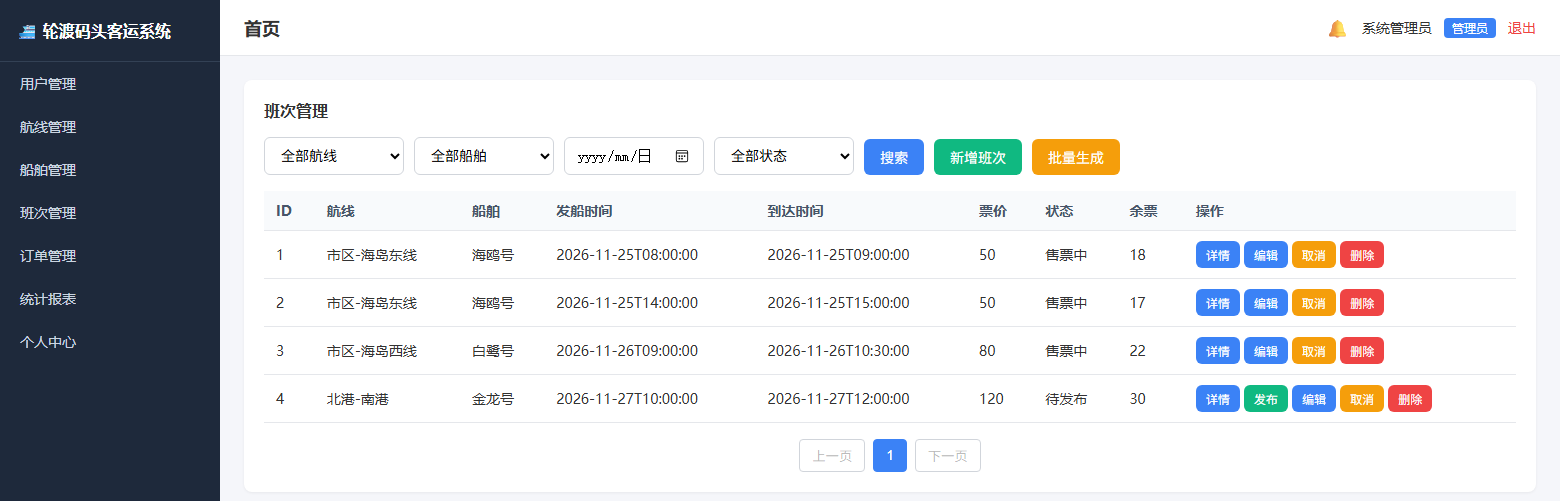 轮渡码头客运系统
首页
系统管理员 管理员 退出
用户管理
航线管理
船舶管理
班次管理
订单管理
统计报表
个人中心
班次管理
全部航线 全部船舶 yyyy/mm/日 全部状态 搜索 新增班次 批量生成
ID 航线 船舶 发船时间 到达时间 票价 状态 余票 操作
1 市区-海岛东线 海鸥号 2026-11-25T08:00:00 2026-11-25T09:00:00 50 售票中 18 详情 编辑 取消 删除
2 市区-海岛东线 海鸥号 2026-11-25T14:00:00 2026-11-25T15:00:00 50 售票中 17 详情 编辑 取消 删除
3 市区-海岛西线 白鹭号 2026-11-26T09:00:00 2026-11-26T10:30:00 80 售票中 22 详情 编辑 取消 删除
4 北港-南港 金龙号 2026-11-27T10:00:00 2026-11-27T12:00:00 120 待发布 30 详情 发布 编辑 取消 删除
上一页 1 下一页